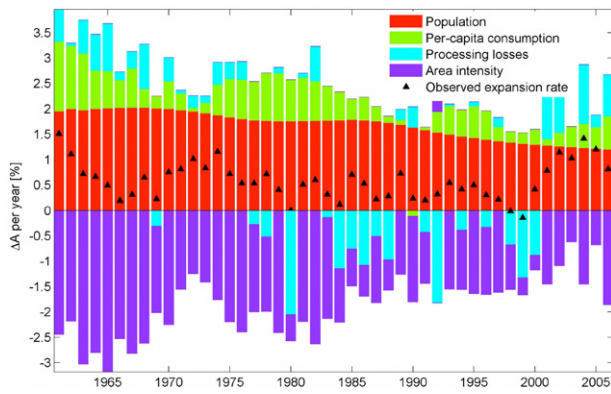 3.5
3
2.5
2
1.5
1
0.5
0
-0.5
-1
-1.5
-2
-2.5
-3
ΔA per year [%]
Population
Per-capita consumption
Processing losses
Area intensity
Observed expansion rate
1965 1970 1975 1980 1985 1990 1995 2000 2005